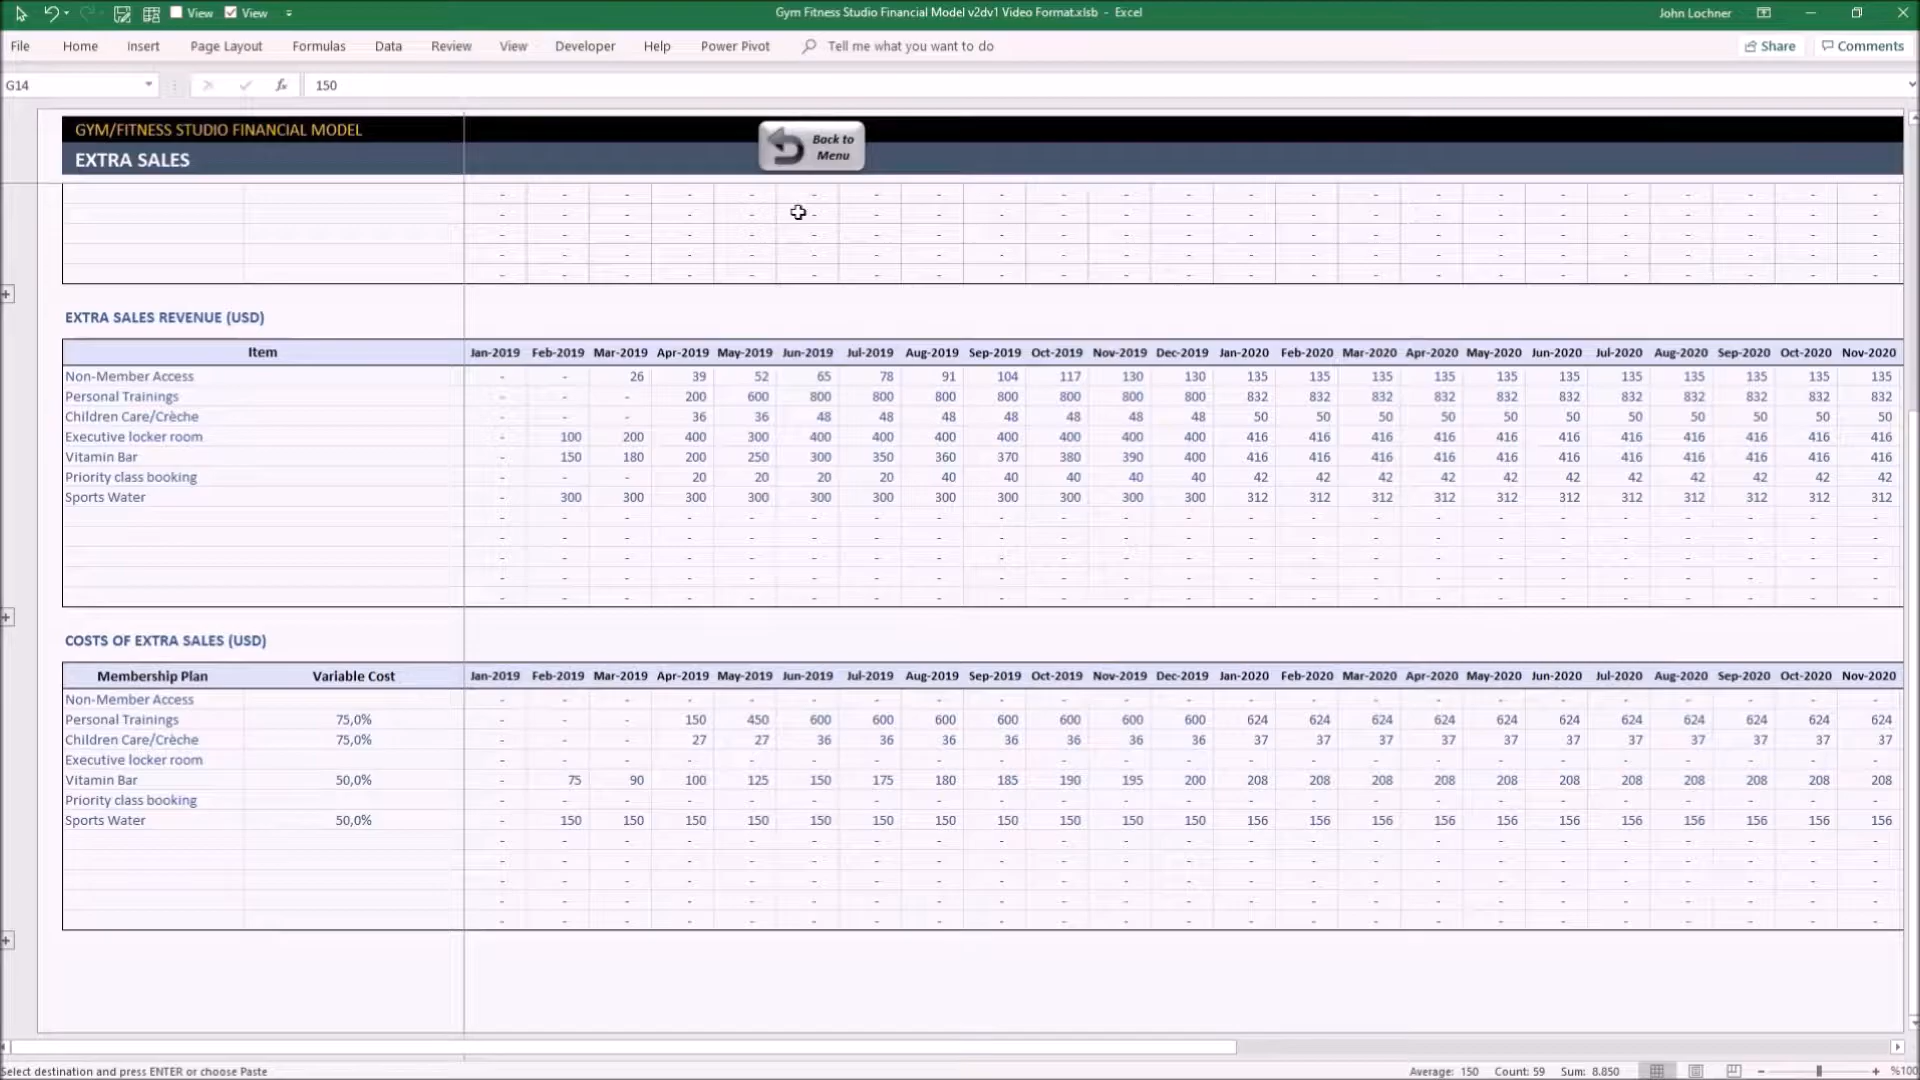 View View Gym Fitness Studio Financial Model v2dv1 Video Format.xlsb - Excel John Lochner
File Home Insert Page Layout Formulas Data Review View Developer Help Power Pivot Tell me what you want to do Share Comments
G14 fx 150
GYM/FITNESS STUDIO FINANCIAL MODEL
EXTRA SALES
Back to
Menu
- - - - - - - - - - - - - - - - - - - - - - -
- - - - - - - - - - - - - - - - - - - - - - -
- - - - - - - - - - - - - - - - - - - - - - -
- - - - - - - - - - - - - - - - - - - - - - -
- - - - - - - - - - - - - - - - - - - - - - -
EXTRA SALES REVENUE (USD)
Item Jan-2019 Feb-2019 Mar-2019 Apr-2019 May-2019 Jun-2019 Jul-2019 Aug-2019 Sep-2019 Oct-2019 Nov-2019 Dec-2019 Jan-2020 Feb-2020 Mar-2020 Apr-2020 May-2020 Jun-2020 Jul-2020 Aug-2020 Sep-2020 Oct-2020 Nov-2020
Non-Member Access - - 26 39 52 65 78 91 104 117 130 130 135 135 135 135 135 135 135 135 135 135 135
Personal Trainings - - - 200 600 800 800 800 800 800 800 800 832 832 832 832 832 832 832 832 832 832 832
Children Care/Crèche - - - 36 36 48 48 48 48 48 48 48 50 50 50 50 50 50 50 50 50 50 50
Executive locker room - 100 200 400 300 400 400 400 400 400 400 400 416 416 416 416 416 416 416 416 416 416 416
Vitamin Bar - 150 180 200 250 300 350 360 370 380 390 400 416 416 416 416 416 416 416 416 416 416 416
Priority class booking - - - 20 20 20 20 40 40 40 40 40 42 42 42 42 42 42 42 42 42 42 42
Sports Water - 300 300 300 300 300 300 300 300 300 300 300 312 312 312 312 312 312 312 312 312 312 312
- - - - - - - - - - - - - - - - - - - - - - -
- - - - - - - - - - - - - - - - - - - - - - -
- - - - - - - - - - - - - - - - - - - - - - -
- - - - - - - - - - - - - - - - - - - - - - -
- - - - - - - - - - - - - - - - - - - - - - -
COSTS OF EXTRA SALES (USD)
Membership Plan Variable Cost Jan-2019 Feb-2019 Mar-2019 Apr-2019 May-2019 Jun-2019 Jul-2019 Aug-2019 Sep-2019 Oct-2019 Nov-2019 Dec-2019 Jan-2020 Feb-2020 Mar-2020 Apr-2020 May-2020 Jun-2020 Jul-2020 Aug-2020 Sep-2020 Oct-2020 Nov-2020
Non-Member Access - - - - - - - - - - - - - - - - - - - - - - -
Personal Trainings 75,0% - - - 150 450 600 600 600 600 600 600 600 624 624 624 624 624 624 624 624 624 624 624
Children Care/Crèche 75,0% - - - 27 27 36 36 36 36 36 36 36 37 37 37 37 37 37 37 37 37 37 37
Executive locker room - - - - - - - - - - - - - - - - - - - - - - -
Vitamin Bar 50,0% - 75 90 100 125 150 175 180 185 190 195 200 208 208 208 208 208 208 208 208 208 208 208
Priority class booking - - - - - - - - - - - - - - - - - - - - - - -
Sports Water 50,0% - 150 150 150 150 150 150 150 150 150 150 150 156 156 156 156 156 156 156 156 156 156 156
- - - - - - - - - - - - - - - - - - - - - - -
- - - - - - - - - - - - - - - - - - - - - - -
- - - - - - - - - - - - - - - - - - - - - - -
- - - - - - - - - - - - - - - - - - - - - - -
- - - - - - - - - - - - - - - - - - - - - - -
Select destination and press ENTER or choose Paste Average: 150 Count: 59 Sum: 8.850 %100